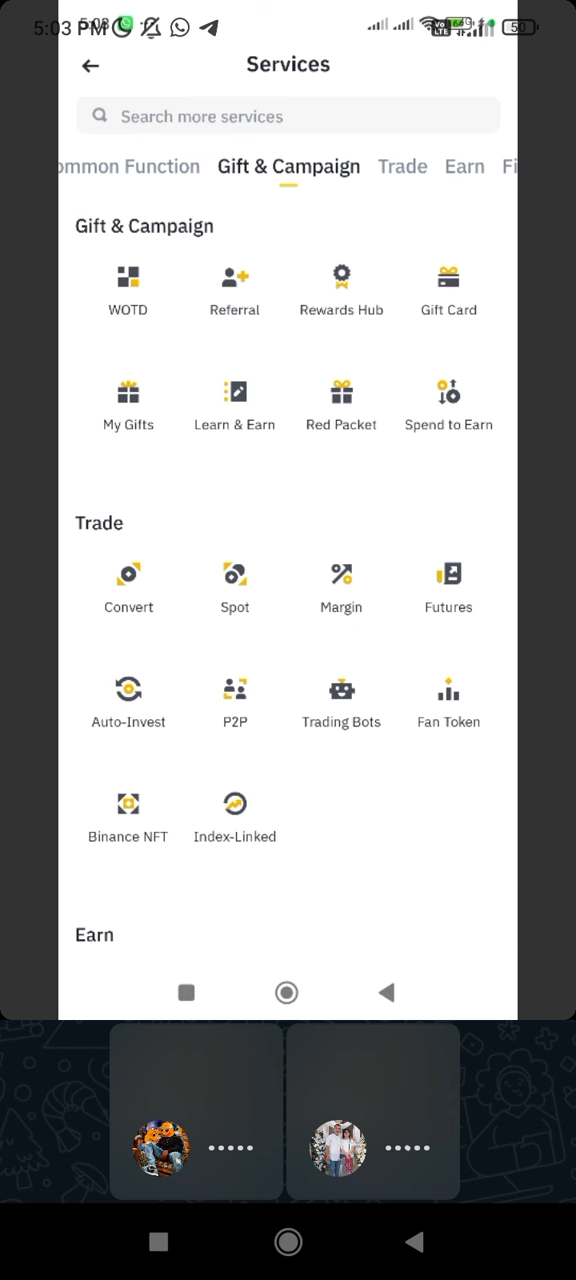 5:03 PM
50
Services
Search more services
ommon Function Gift & Campaign Trade Earn Fi
Gift & Campaign
WOTD Referral Rewards Hub Gift Card
My Gifts Learn & Earn Red Packet Spend to Earn
Trade
Convert Spot Margin Futures
Auto-Invest P2P Trading Bots Fan Token
Binance NFT Index-Linked
Earn